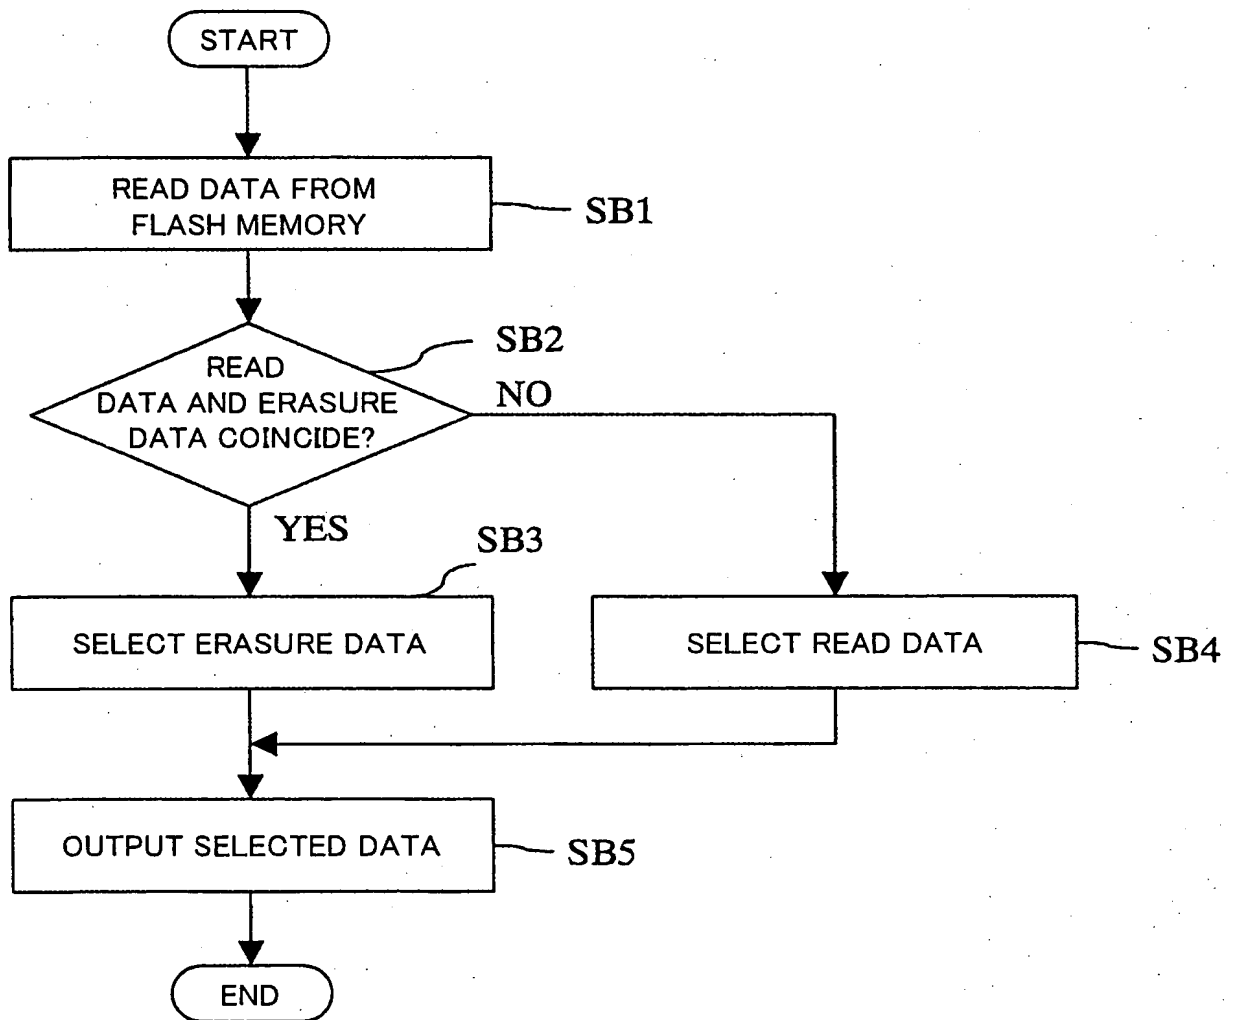 START
READ DATA FROM
FLASH MEMORY
SB1
SB2
READ
DATA AND ERASURE
DATA COINCIDE?
NO
YES
SB3
SELECT ERASURE DATA
SELECT READ DATA
SB4
OUTPUT SELECTED DATA
SB5
END